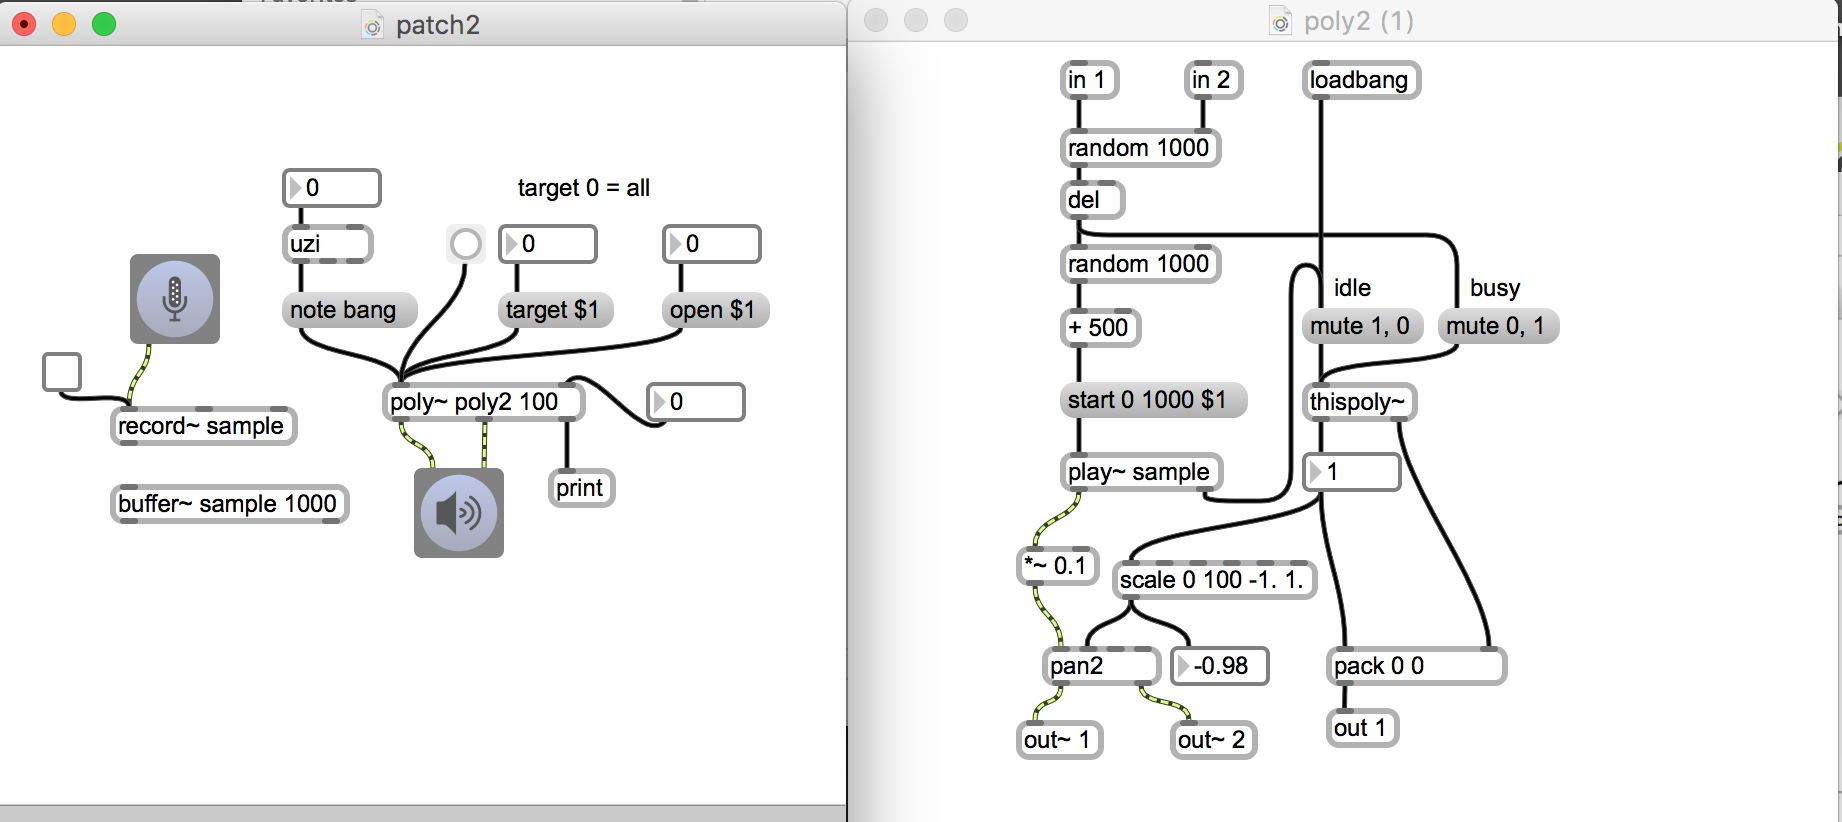 patch2
0
target 0 = all
uzi
0
0
note bang
target $1
open $1
poly~ poly2 100
0
record~ sample
print
buffer~ sample 1000
poly2 (1)
in 1
in 2
loadbang
random 1000
del
random 1000
idle
busy
+ 500
mute 1, 0
mute 0, 1
start 0 1000 $1
thispoly~
play~ sample
1
*~ 0.1
scale 0 100 -1. 1.
pan2
-0.98
pack 0 0
out~ 1
out~ 2
out 1